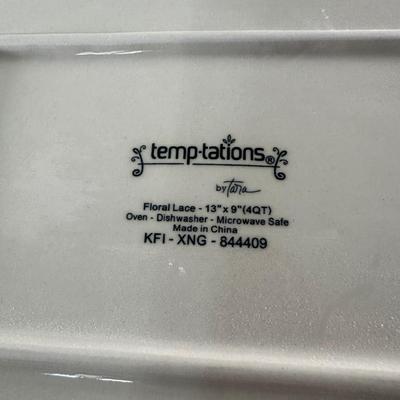 temp-tations®
by Tara
Floral Lace - 13" x 9"(4QT)
Oven - Dishwasher - Microwave Safe
Made in China
KFI - XNG - 844409